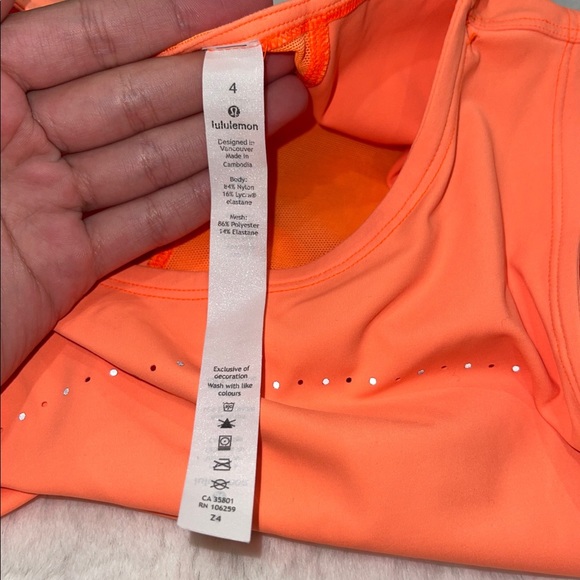 4
lululemon
Designed in
Vancouver
Made in
Cambodia
Body:
84% Nylon
16% Lycra®
elastane
Mesh:
86% Polyester
14% Elastane
Exclusive of
decoration
Wash with like
colours
CA 35801
RN 106259
Z4